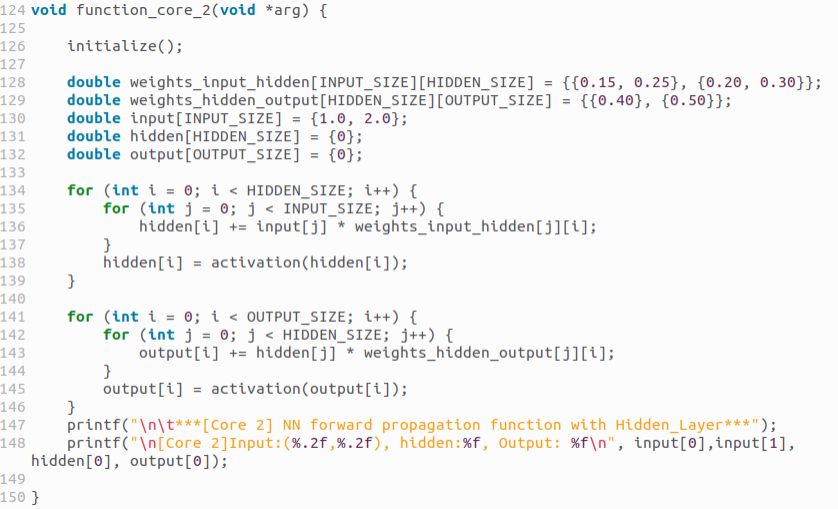 124 void function_core_2(void *arg) {
125
126     initialize();
127
128     double weights_input_hidden[INPUT_SIZE][HIDDEN_SIZE] = {{0.15, 0.25}, {0.20, 0.30}};
129     double weights_hidden_output[HIDDEN_SIZE][OUTPUT_SIZE] = {{0.40}, {0.50}};
130     double input[INPUT_SIZE] = {1.0, 2.0};
131     double hidden[HIDDEN_SIZE] = {0};
132     double output[OUTPUT_SIZE] = {0};
133
134     for (int i = 0; i < HIDDEN_SIZE; i++) {
135         for (int j = 0; j < INPUT_SIZE; j++) {
136             hidden[i] += input[j] * weights_input_hidden[j][i];
137         }
138         hidden[i] = activation(hidden[i]);
139     }
140
141     for (int i = 0; i < OUTPUT_SIZE; i++) {
142         for (int j = 0; j < HIDDEN_SIZE; j++) {
143             output[i] += hidden[j] * weights_hidden_output[j][i];
144         }
145         output[i] = activation(output[i]);
146     }
147     printf("\n\t***[Core 2] NN forward propagation function with Hidden_Layer***");
148     printf("\n[Core 2]Input:(%.2f,%.2f), hidden:%f, Output: %f\n", input[0],input[1],
hidden[0], output[0]);
149
150 }